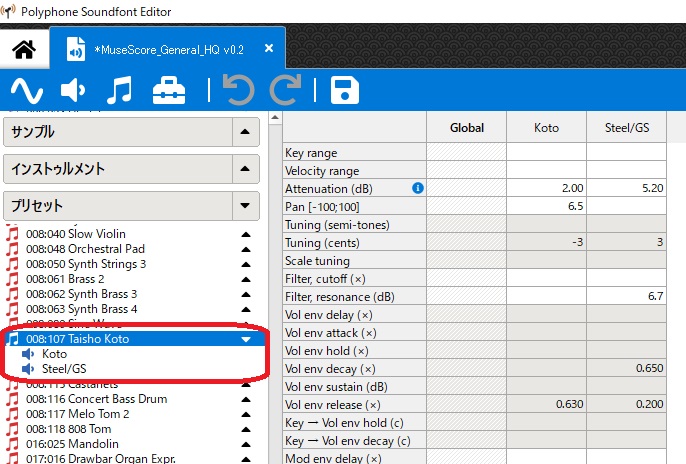 Polyphone Soundfont Editor
*MuseScore_General_HQ v0.2 ×
サンプル
インストゥルメント
プリセット
008:040 Slow Violin
008:048 Orchestral Pad
008:050 Synth Strings 3
008:061 Brass 2
008:062 Synth Brass 3
008:063 Synth Brass 4
008:107 Taisho Koto
Koto
Steel/GS
008:115 Castanets
008:116 Concert Bass Drum
008:117 Melo Tom 2
008:118 808 Tom
016:025 Mandolin
017:016 Drawbar Organ Expr.
Global Koto Steel/GS
Key range
Velocity range
Attenuation (dB) i 2.00 5.20
Pan [-100;100] 6.5
Tuning (semi-tones)
Tuning (cents) -3 3
Scale tuning
Filter, cutoff (×)
Filter, resonance (dB) 6.7
Vol env delay (×)
Vol env attack (×)
Vol env hold (×)
Vol env decay (×) 0.650
Vol env sustain (dB)
Vol env release (×) 0.630 0.200
Key → Vol env hold (c)
Key → Vol env decay (c)
Mod env delay (×)